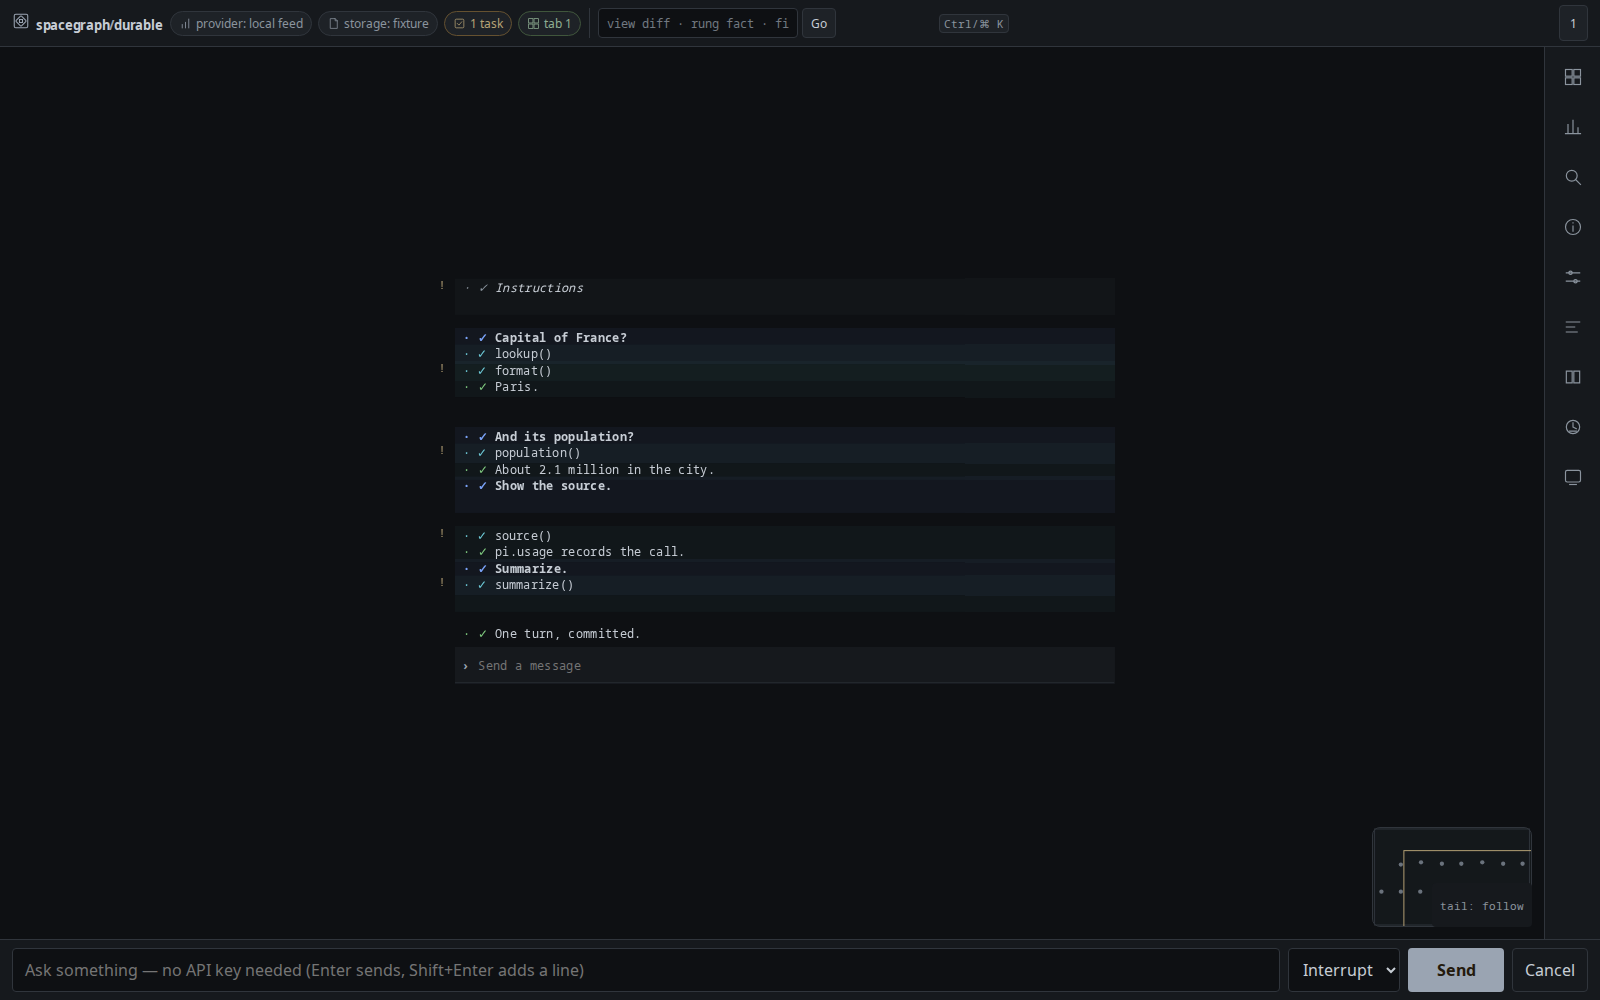 spacegraph/durable provider: local feed storage: fixture 1 task tab 1 view diff · rung fact · fi Go Ctrl/⌘ K 1
! · ✓ Instructions
· ✓ Capital of France?
· ✓ lookup()
! · ✓ format()
· ✓ Paris.
· ✓ And its population?
! · ✓ population()
· ✓ About 2.1 million in the city.
· ✓ Show the source.
! · ✓ source()
· ✓ pi.usage records the call.
· ✓ Summarize.
! · ✓ summarize()
· ✓ One turn, committed.
› Send a message
tail: follow
Ask something — no API key needed (Enter sends, Shift+Enter adds a line) Interrupt Send Cancel